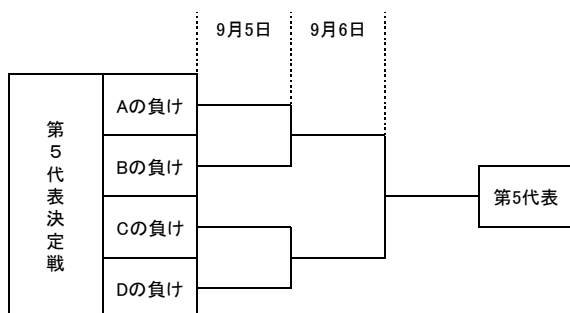 9月5日
9月6日
第5代表決定戦
Aの負け
Bの負け
Cの負け
Dの負け
第5代表